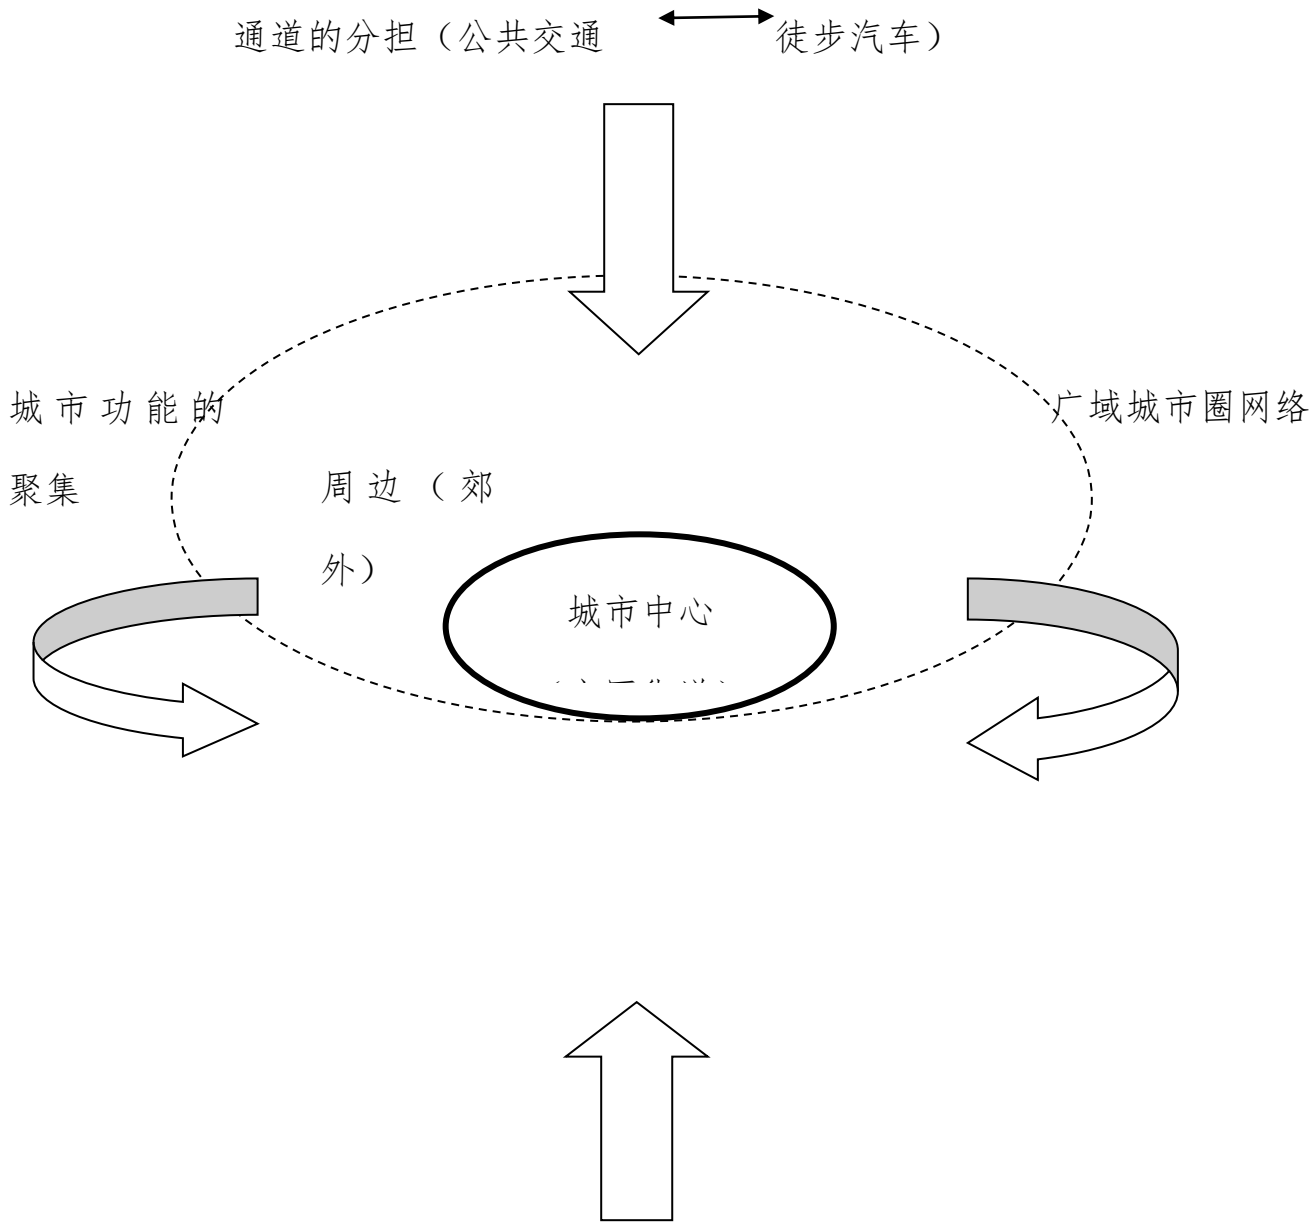 通道的分担（公共交通 徒步汽车）
城市功能的
聚集
广域城市圈网络
周边（郊
外）
城市中心